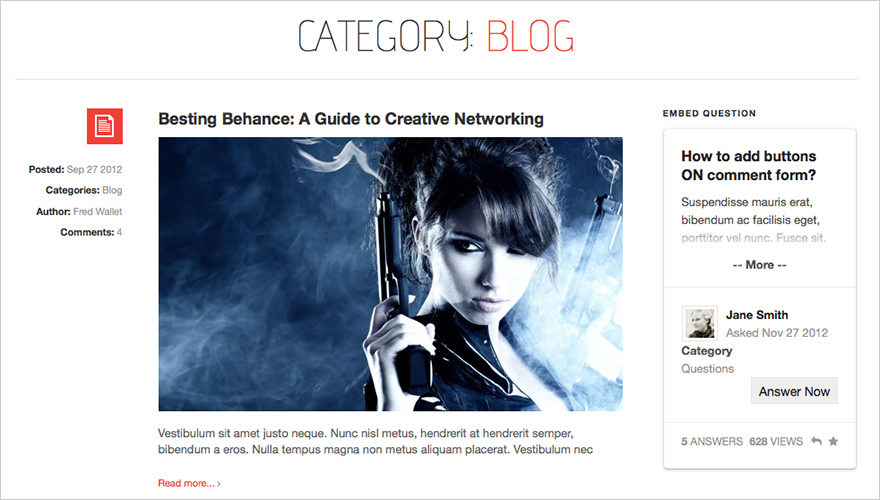 CATEGORY: BLOG
Posted: Sep 27 2012
Categories: Blog
Author: Fred Wallet
Comments: 4
Besting Behance: A Guide to Creative Networking
Vestibulum sit amet justo neque. Nunc nisl metus, hendrerit at hendrerit semper,
bibendum a eros. Nulla tempus magna non metus aliquam placerat. Vestibulum nec
Read more... ›
EMBED QUESTION
How to add buttons
ON comment form?
Suspendisse mauris erat,
bibendum ac facilisis eget,
porttitor vel nunc. Fusce sit.
-- More --
Jane Smith
Asked Nov 27 2012
Category
Questions
Answer Now
5 ANSWERS 628 VIEWS